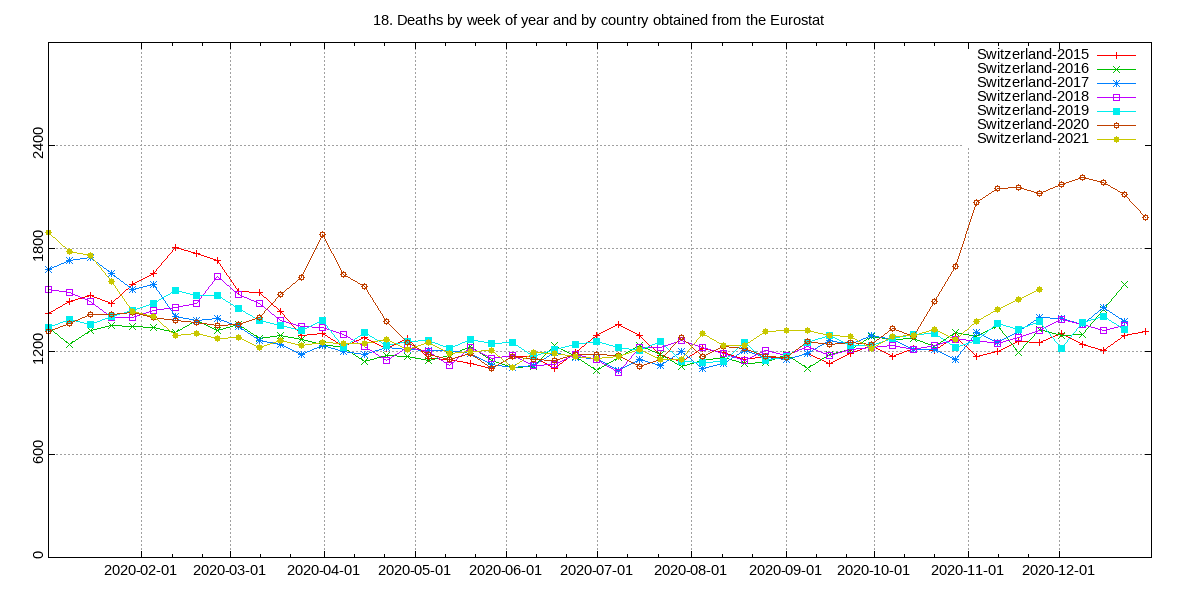 18. Deaths by week of year and by country obtained from the Eurostat
Switzerland-2015
Switzerland-2016
Switzerland-2017
Switzerland-2018
Switzerland-2019
Switzerland-2020
Switzerland-2021
2400
1800
1200
600
0
2020-02-01 2020-03-01 2020-04-01 2020-05-01 2020-06-01 2020-07-01 2020-08-01 2020-09-01 2020-10-01 2020-11-01 2020-12-01